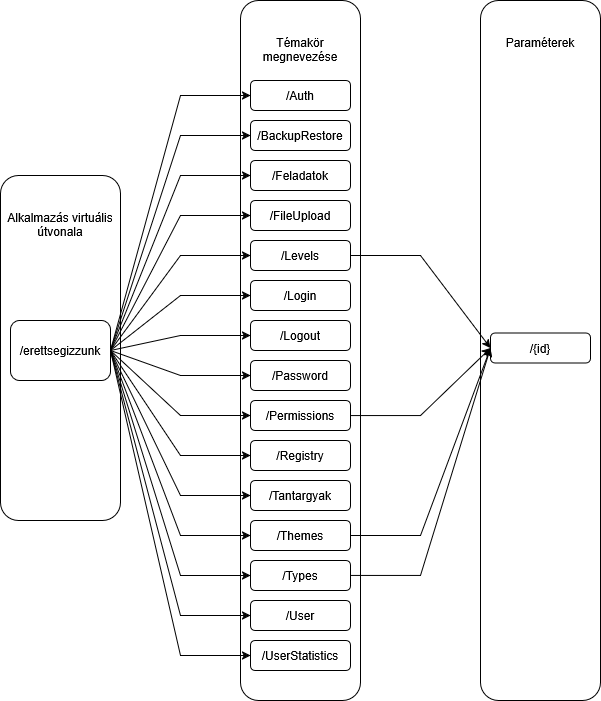 Alkalmazás virtuális
útvonala
/erettsegizzunk
Témakör
megnevezése
/Auth
/BackupRestore
/Feladatok
/FileUpload
/Levels
/Login
/Logout
/Password
/Permissions
/Registry
/Tantargyak
/Themes
/Types
/User
/UserStatistics
Paraméterek
/{id}